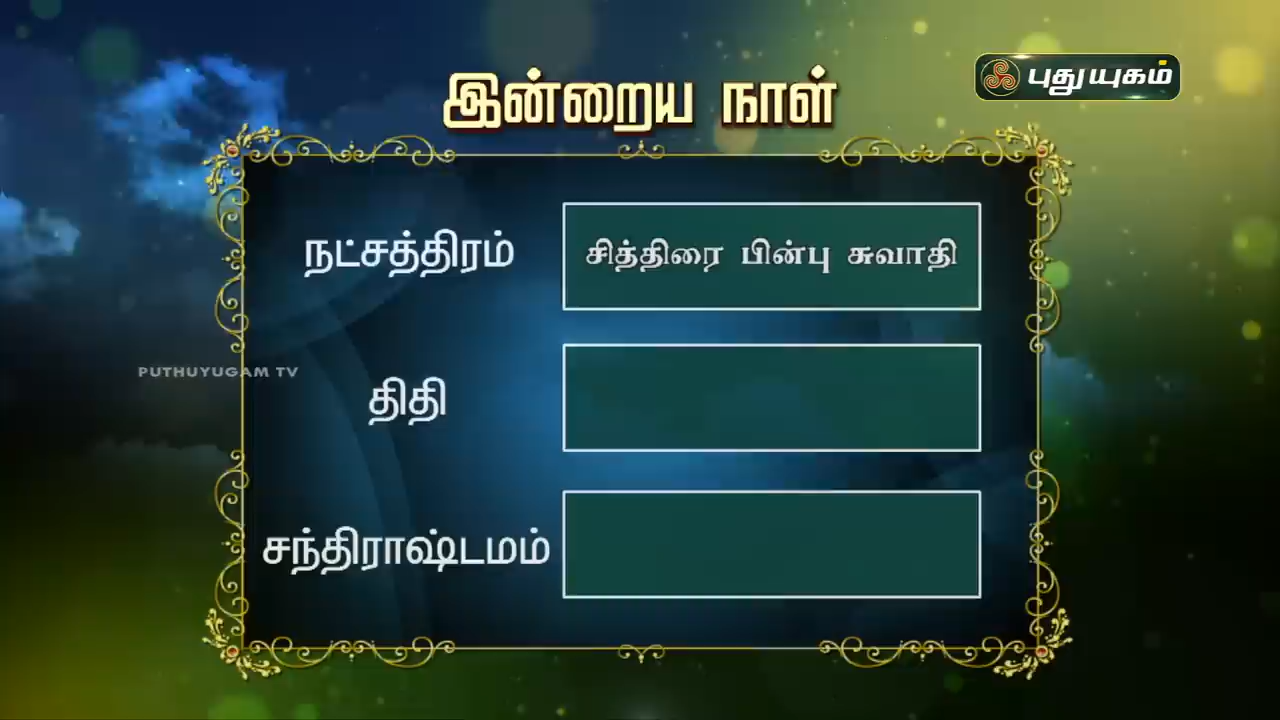 இன்றைய நாள்
புதுயுகம்
நட்சத்திரம்
சித்திரை பின்பு சுவாதி
PUTHUYUGAM TV
திதி
சந்திராஷ்டமம்